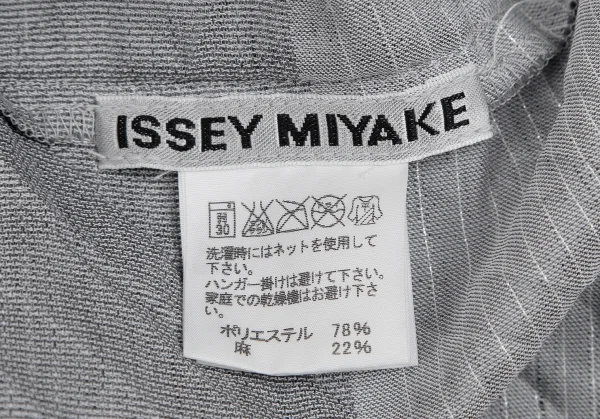 ISSEY MIYAKE
弱
30
洗濯時にはネットを使用して
下さい。
ハンガー掛けは避けて下さい。
家庭での乾燥機はお避け下さ
い。
ポリエステル 78%
麻 22%